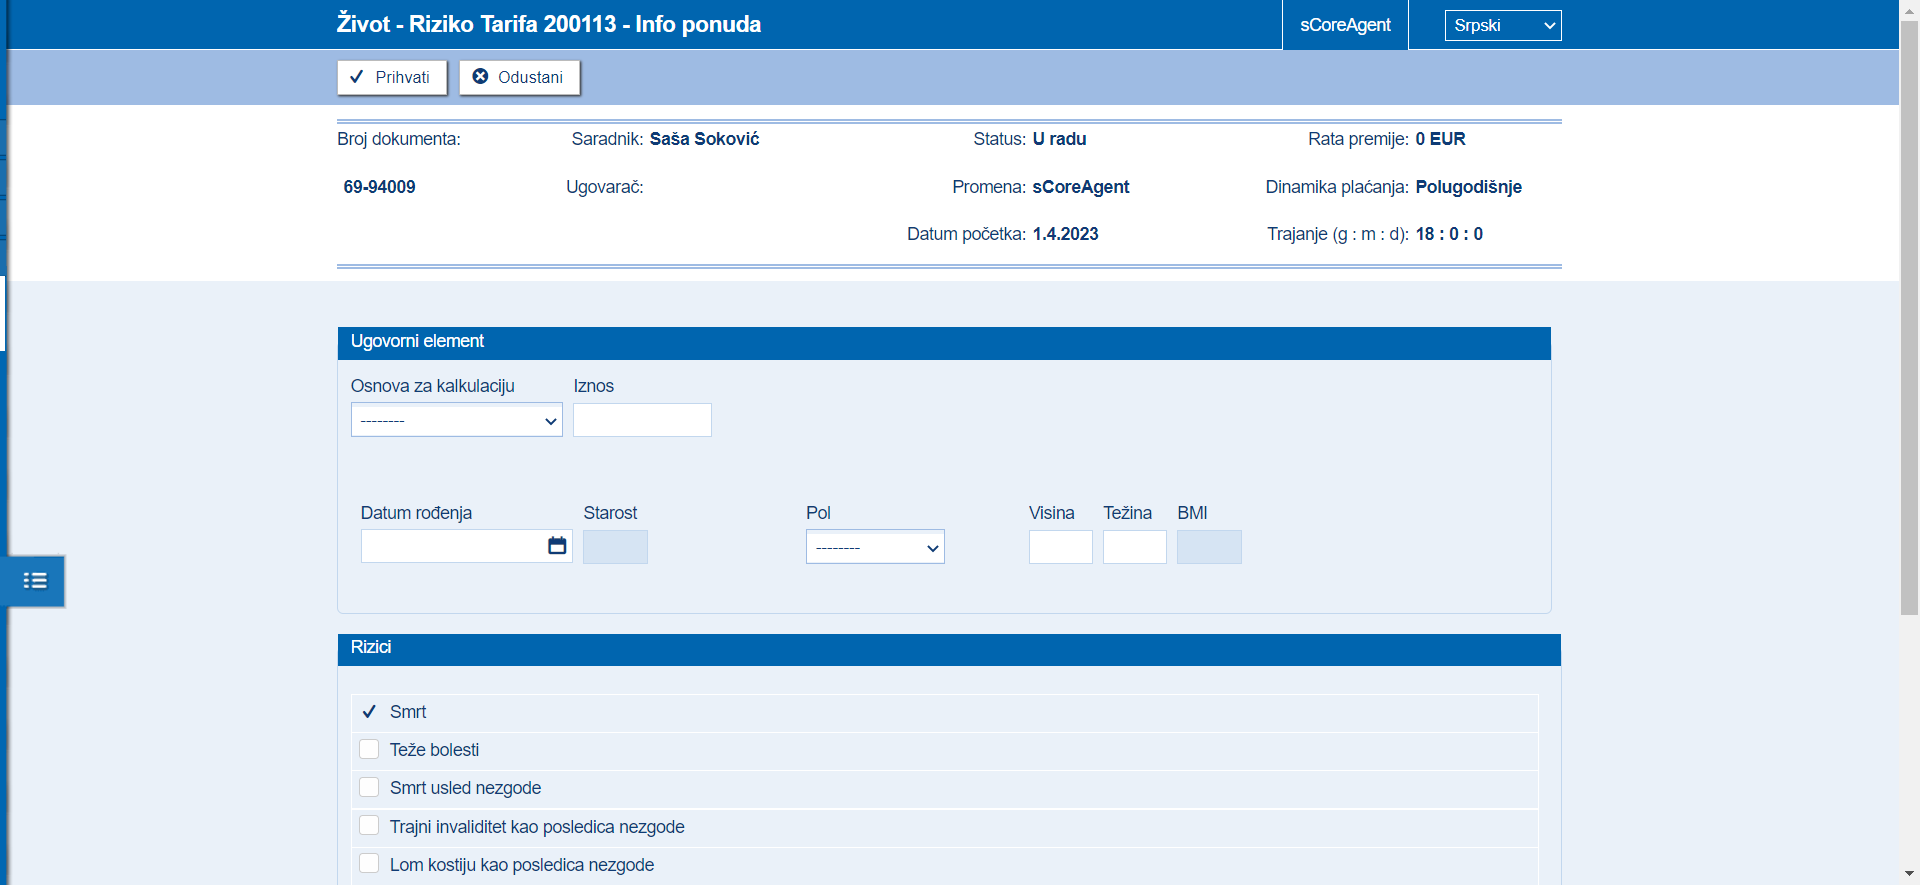 Život - Riziko Tarifa 200113 - Info ponuda
sCoreAgent
Srpski
Prihvati
Odustani
Broj dokumenta:
Saradnik: Saša Soković
Status: U radu
Rata premije: 0 EUR
69-94009
Ugovarač:
Promena: sCoreAgent
Dinamika plaćanja: Polugodišnje
Datum početka: 1.4.2023
Trajanje (g : m : d): 18 : 0 : 0
Ugovorni element
Osnova za kalkulaciju
Iznos
--------
Datum rođenja
Starost
Pol
Visina
Težina
BMI
--------
Rizici
Smrt
Teže bolesti
Smrt usled nezgode
Trajni invaliditet kao posledica nezgode
Lom kostiju kao posledica nezgode